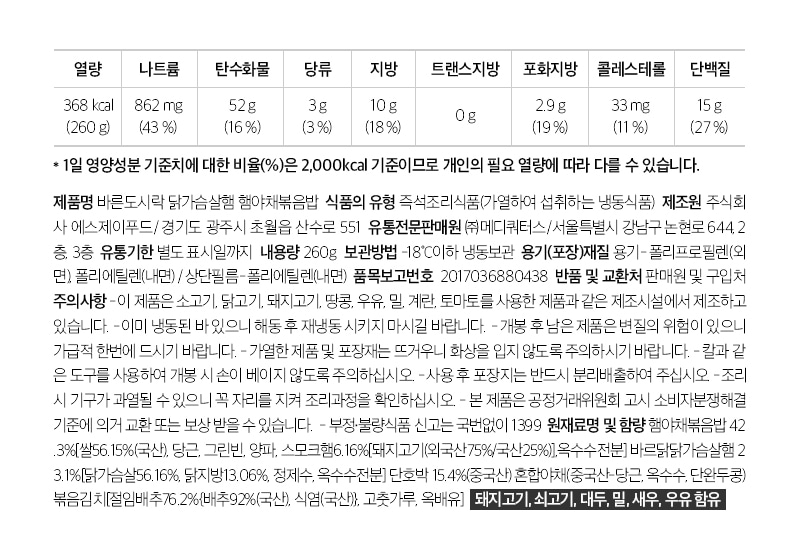 열량 나트륨 탄수화물 당류 지방 트랜스지방 포화지방 콜레스테롤 단백질
368 kcal (260 g) 862 mg (43 %) 52 g (16 %) 3 g (3 %) 10 g (18 %) 0 g 2.9 g (19 %) 33 mg (11 %) 15 g (27 %)
* 1일 영양성분 기준치에 대한 비율(%)은 2,000kcal 기준이므로 개인의 필요 열량에 따라 다를 수 있습니다.
제품명 바른도시락 닭가슴살햄 햄야채볶음밥 식품의 유형 즉석조리식품(가열하여 섭취하는 냉동식품) 제조원 주식회
사 에스제이푸드 / 경기도 광주시 초월읍 산수로 551 유통전문판매원 ㈜메디쿼터스/서울특별시 강남구 논현로 644, 2
층, 3층 유통기한 별도 표시일까지 내용량 260g 보관방법 -18℃이하 냉동보관 용기(포장)재질 용기- 폴리프로필렌(외
면), 폴리에틸렌(내면) / 상단필름-폴리에틸렌(내면) 품목보고번호 2017036880438 반품 및 교환처 판매원 및 구입처
주의사항 -이 제품은 소고기, 닭고기, 돼지고기, 땅콩, 우유, 밀, 계란, 토마토를 사용한 제품과 같은 제조시설에서 제조하고
있습니다. -이미 냉동된 바 있으니 해동 후 재냉동 시키지 마시길 바랍니다. -개봉 후 남은 제품은 변질의 위험이 있으니
가급적 한번에 드시기 바랍니다. -가열한 제품 및 포장재는 뜨거우니 화상을 입지 않도록 주의하시기 바랍니다. -칼과 같
은 도구를 사용하여 개봉 시 손이 베이지 않도록 주의하십시오. -사용 후 포장지는 반드시 분리배출하여 주십시오. -조리
시 기구가 과열될 수 있으니 꼭 자리를 지켜 조리과정을 확인하십시오. - 본 제품은 공정거래위원회 고시 소비자분쟁해결
기준에 의거 교환 또는 보상 받을 수 있습니다. - 부정·불량식품 신고는 국번없이 1399 원재료명 및 함량 햄야채볶음밥 42
.3%[쌀56.15%(국산), 당근, 그린빈, 양파, 스모크햄6.16%[돼지고기(외국산75%/국산25%)],옥수수전분] 바르닭닭가슴살햄 2
3.1%[닭가슴살56.16%, 닭지방13.06%, 정제수, 옥수수전분] 단호박 15.4%(중국산) 혼합야채(중국산-당근, 옥수수, 단완두콩)
볶음김치[절임배추76.2%{배추92%(국산), 식염(국산)}, 고춧가루, 옥배유] 돼지고기, 쇠고기, 대두, 밀, 새우, 우유 함유